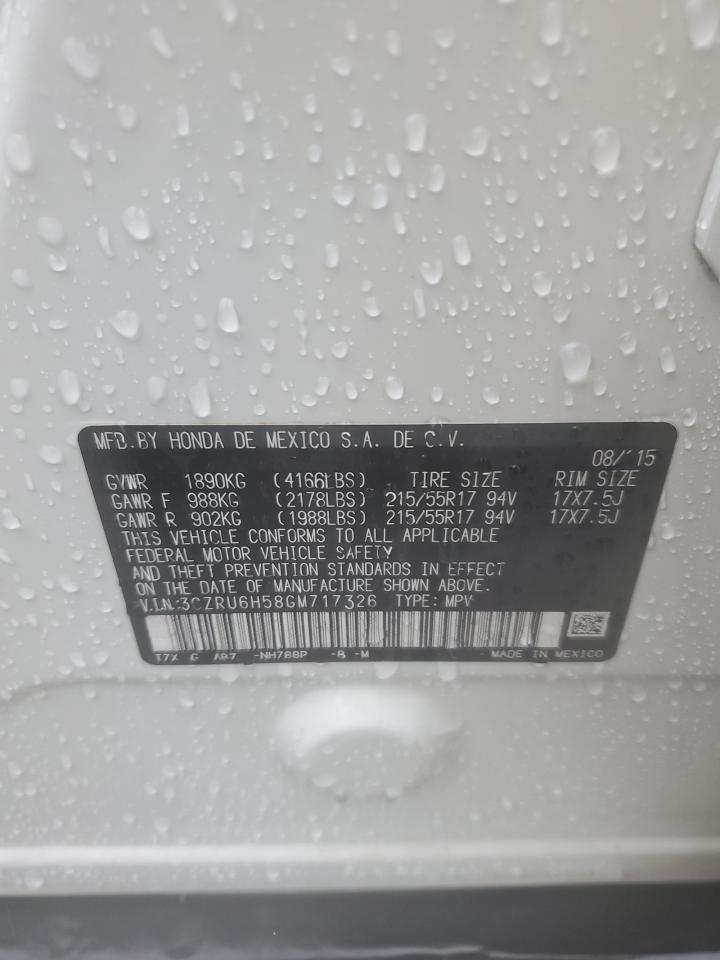 MFD. BY HONDA DE MEXICO S.A. DE C.V.
08/'15
GVWR 1890KG (4166LBS) TIRE SIZE RIM SIZE
GAWR F 988KG (2178LBS) 215/55R17 94V 17X7.5J
GAWR R 902KG (1988LBS) 215/55R17 94V 17X7.5J
THIS VEHICLE CONFORMS TO ALL APPLICABLE
FEDERAL MOTOR VEHICLE SAFETY
AND THEFT PREVENTION STANDARDS IN EFFECT
ON THE DATE OF MANUFACTURE SHOWN ABOVE.
V.I.N:3CZRU6H58GM717326 TYPE: MPV
T7X G -NH788P -B -M MADE IN MEXICO